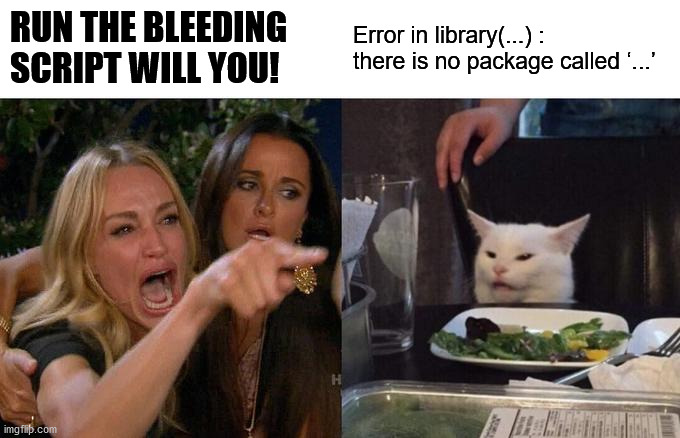 RUN THE BLEEDING
SCRIPT WILL YOU!
Error in library(...) :
there is no package called ‘...’
imgflip.com